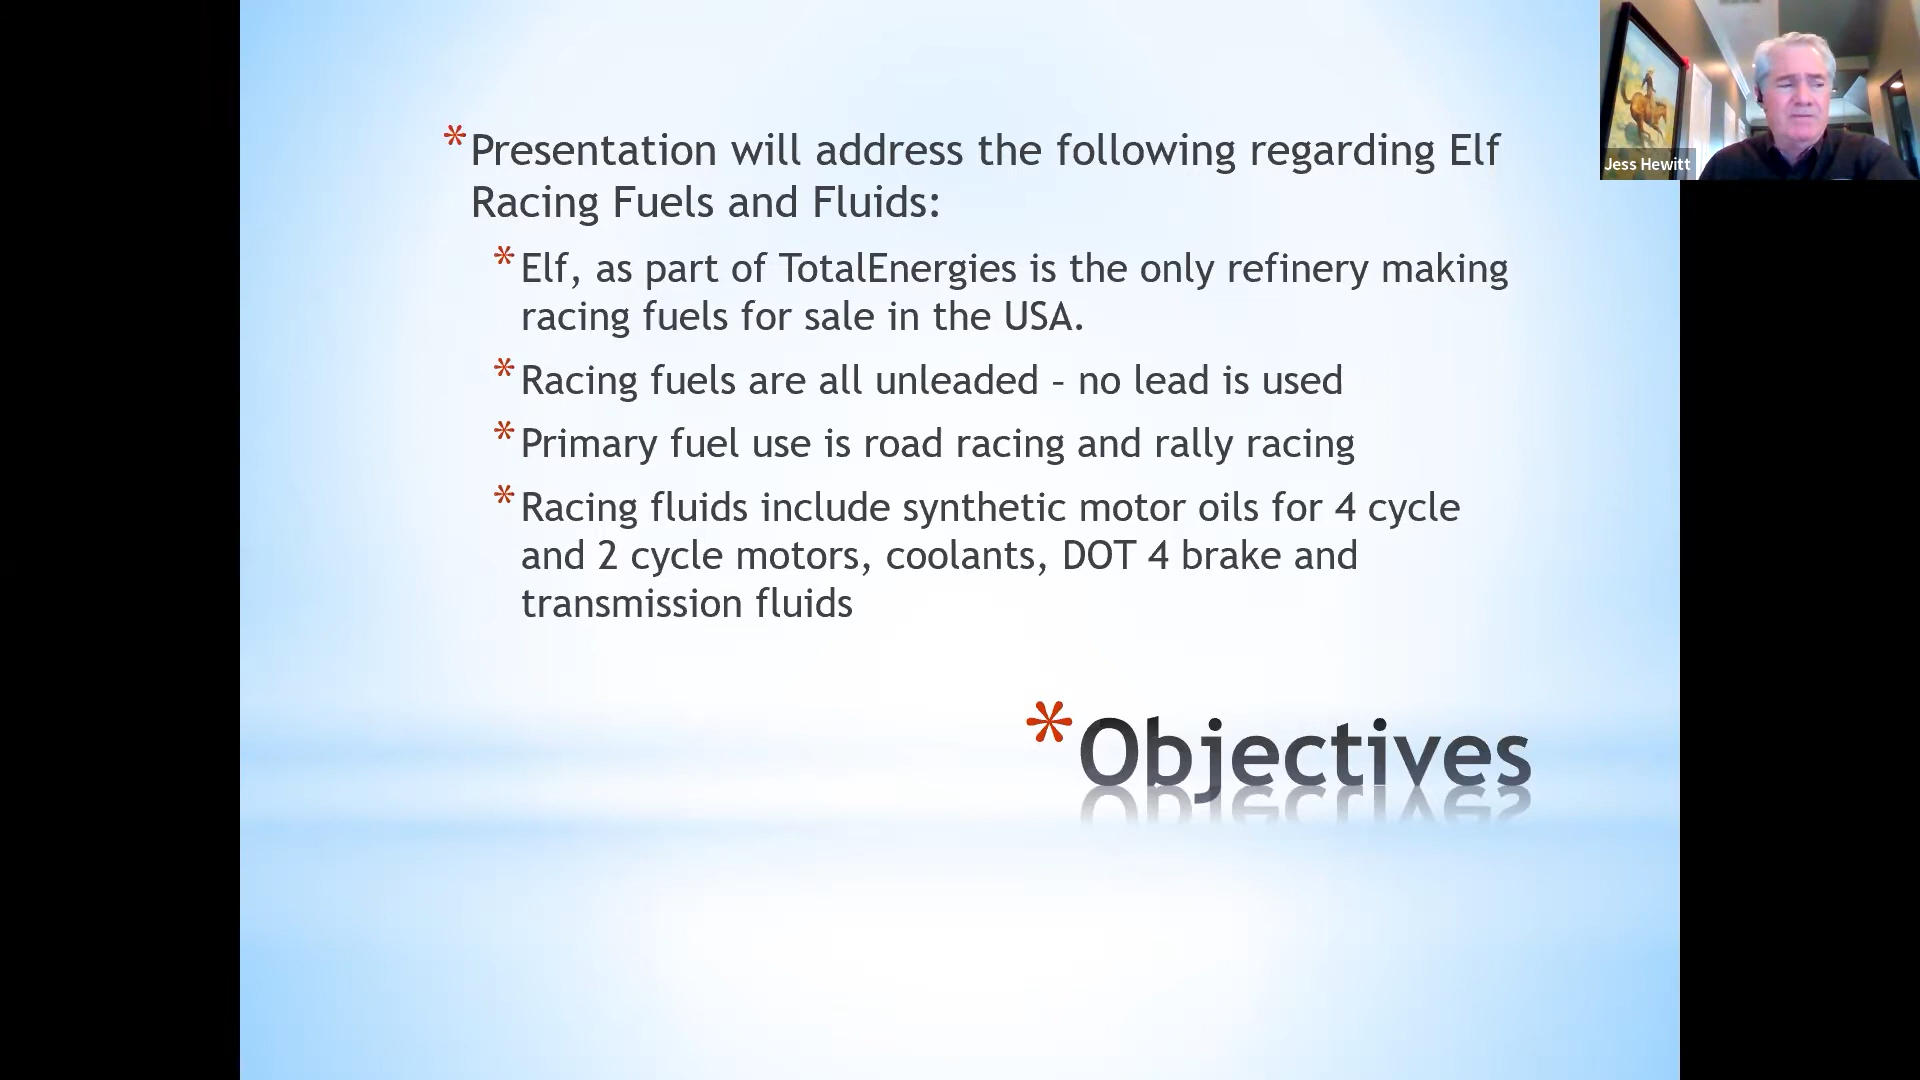 *Presentation will address the following regarding Elf
Racing Fuels and Fluids:
*Elf, as part of TotalEnergies is the only refinery making
racing fuels for sale in the USA.
*Racing fuels are all unleaded – no lead is used
*Primary fuel use is road racing and rally racing
*Racing fluids include synthetic motor oils for 4 cycle
and 2 cycle motors, coolants, DOT 4 brake and
transmission fluids
*Objectives
Jess Hewitt